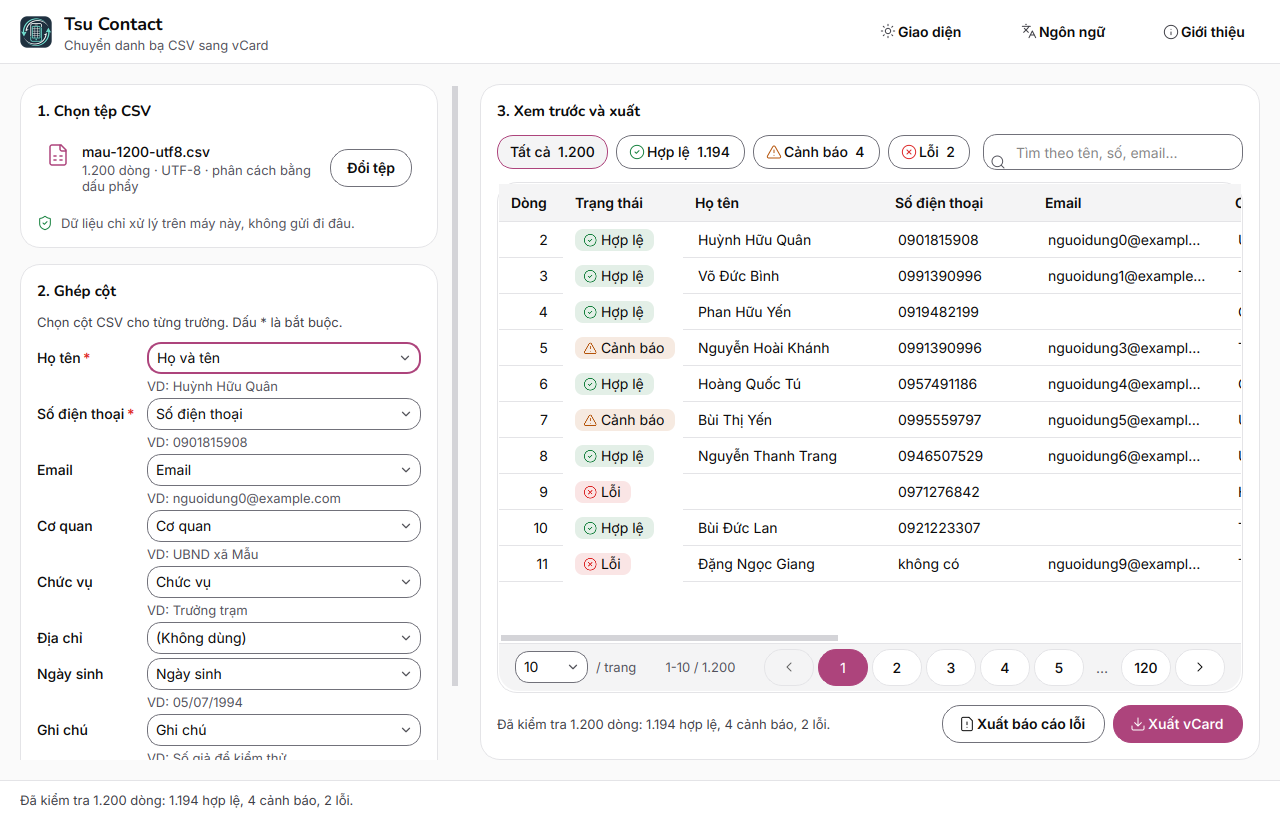 Tsu Contact
Chuyển danh bạ CSV sang vCard
Giao diện
Ngôn ngữ
Giới thiệu
1. Chọn tệp CSV
mau-1200-utf8.csv
1.200 dòng · UTF-8 · phân cách bằng
dấu phẩy
Đổi tệp
Dữ liệu chỉ xử lý trên máy này, không gửi đi đâu.
2. Ghép cột
Chọn cột CSV cho từng trường. Dấu * là bắt buộc.
Họ tên * Họ và tên
VD: Huỳnh Hữu Quân
Số điện thoại * Số điện thoại
VD: 0901815908
Email Email
VD: nguoidung0@example.com
Cơ quan Cơ quan
VD: UBND xã Mẫu
Chức vụ Chức vụ
VD: Trưởng trạm
Địa chỉ (Không dùng)
Ngày sinh Ngày sinh
VD: 05/07/1994
Ghi chú Ghi chú
VD: Số giả để kiểm thử
3. Xem trước và xuất
Tất cả 1.200 Hợp lệ 1.194 Cảnh báo 4 Lỗi 2 Tìm theo tên, số, email...
Dòng Trạng thái Họ tên Số điện thoại Email
2 Hợp lệ Huỳnh Hữu Quân 0901815908 nguoidung0@exampl...
3 Hợp lệ Võ Đức Bình 0991390996 nguoidung1@example...
4 Hợp lệ Phan Hữu Yến 0919482199
5 Cảnh báo Nguyễn Hoài Khánh 0991390996 nguoidung3@exampl...
6 Hợp lệ Hoàng Quốc Tú 0957491186 nguoidung4@exampl...
7 Cảnh báo Bùi Thị Yến 0995559797 nguoidung5@exampl...
8 Hợp lệ Nguyễn Thanh Trang 0946507529 nguoidung6@exampl...
9 Lỗi 0971276842
10 Hợp lệ Bùi Đức Lan 0921223307
11 Lỗi Đặng Ngọc Giang không có nguoidung9@exampl...
10 / trang 1-10 / 1.200 1 2 3 4 5 ... 120
Đã kiểm tra 1.200 dòng: 1.194 hợp lệ, 4 cảnh báo, 2 lỗi.
Xuất báo cáo lỗi
Xuất vCard
Đã kiểm tra 1.200 dòng: 1.194 hợp lệ, 4 cảnh báo, 2 lỗi.